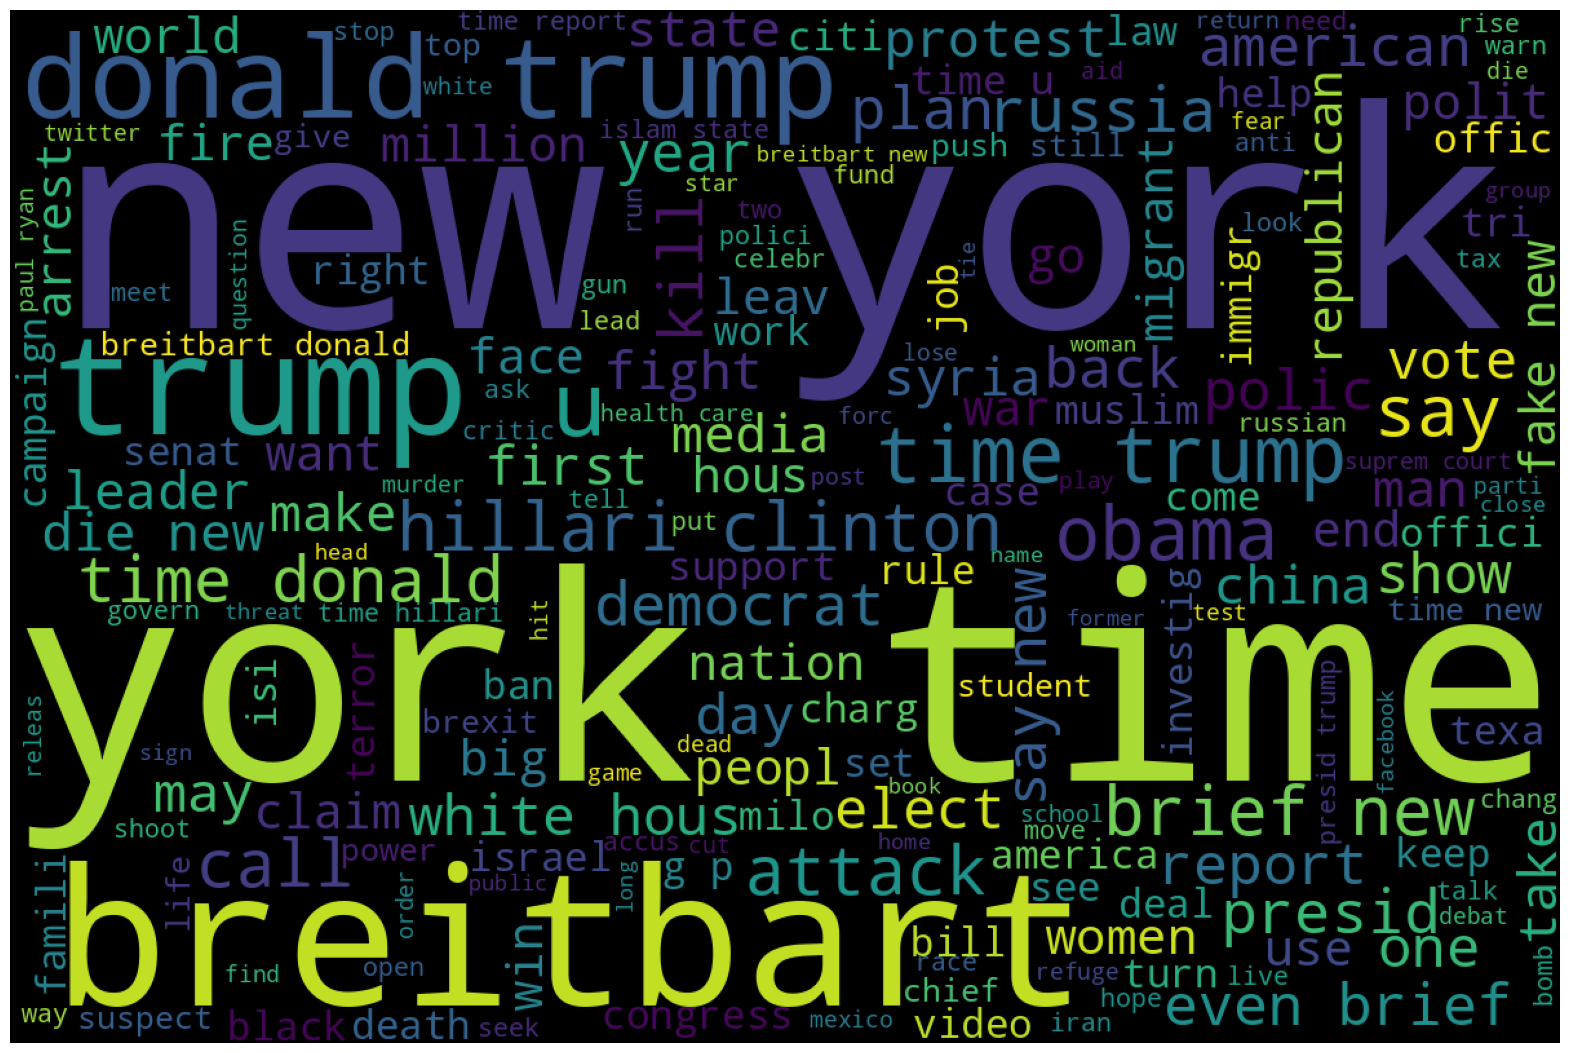 time report
return need
rise
world
stop
top
state
citi
protest
law
american
warn
donald trump
white
time u
aid
die
plan
russia
help
polit
twitter
fire
give
million
islam state
year
breitbart new
push
still
fear
anti
offic
arrest
star
fund
migrant
republican
group
new york
run
two
polici
celebr
kill
go
look
tri
tax
paul ryan
question
right
meet
gun
lead
leav
work
tie
job
immigr
fake new
breitbart donald
face
fight
lose
woman
back
vote
trump
u
ask
syria
polic
say
campaign
health care
forc
war
muslim
russian
senat
want
critic
first
media
hous
time trump
suprem court
leader
murder
tell
post
case
play
come
man
parti
close
die new
make
hillari clinton
put
obama
end
offici
head
time donald
support
name
rule
china
show
govern
threat
time hillari
hit
democrat
say new
former
investig
test
time new
york time
isi
terror
ban
nation
student
brexit
day
charg
texa
releas
sign
big
dead
game
peopl
set
book
presid trump
facebook
may
claim
white hous
milo
elect
school
move
brief new
chang
shoot
power
accus
cut
home
america
take
famili
life
call
israel
g p
attack
see
report
keep
public
long
deal
talk
breitbart
order
win
presid
debat
bill
women
use
one
find
open
race
refuge
turn
live
bomb
chief
hope
way
suspect
black
death
seek
congress
video
mexico
iran
even brief